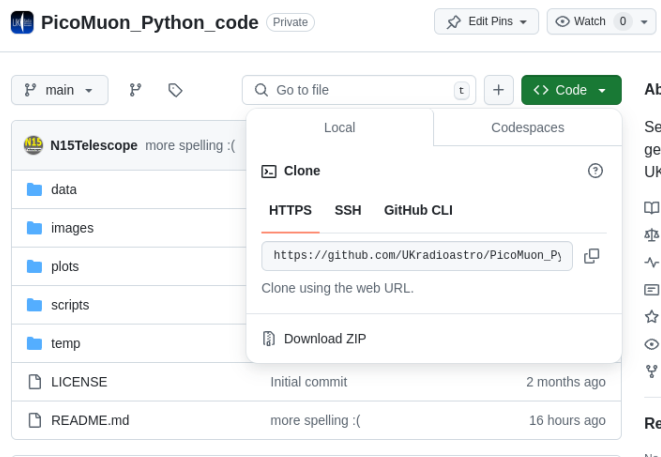 PicoMuon_Python_code Private Edit Pins Watch 0
main Go to file t Code
Local Codespaces
N15Telescope more spelling :(
Clone
data
HTTPS SSH GitHub CLI
images
https://github.com/UKradioastro/PicoMuon_Py
plots
Clone using the web URL.
scripts
Download ZIP
temp
LICENSE Initial commit 2 months ago
README.md more spelling :( 16 hours ago
Ab
Se
ge
UK
Re